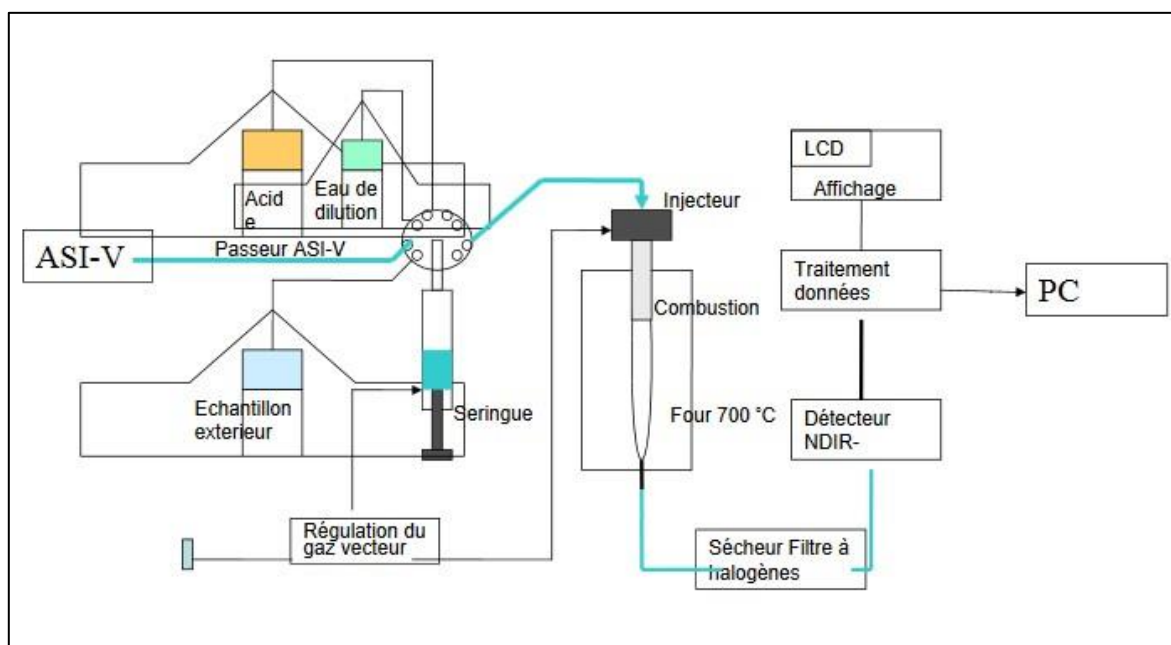 LCD
Affichage
Injecteur
Acid
e
Eau de
dilution
ASI-V
Passeur ASI-V
Traitement
données
PC
Combustion
Echantillon
exterieur
Seringue
Four 700 °C
Détecteur
NDIR-
Régulation du
gaz vecteur
Sécheur Filtre à
halogènes